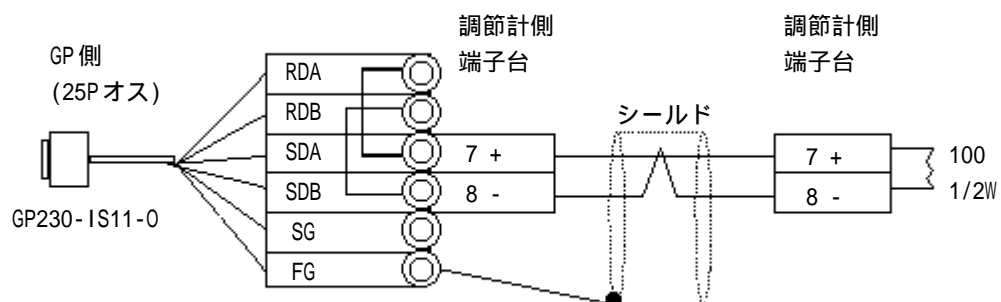 GP側
(25Pオス)
GP230-IS11-O
RDA
RDB
SDA
SDB
SG
FG
調節計側
端子台
7 +
8 -
シールド
調節計側
端子台
7 +
8 -
100
1/2W